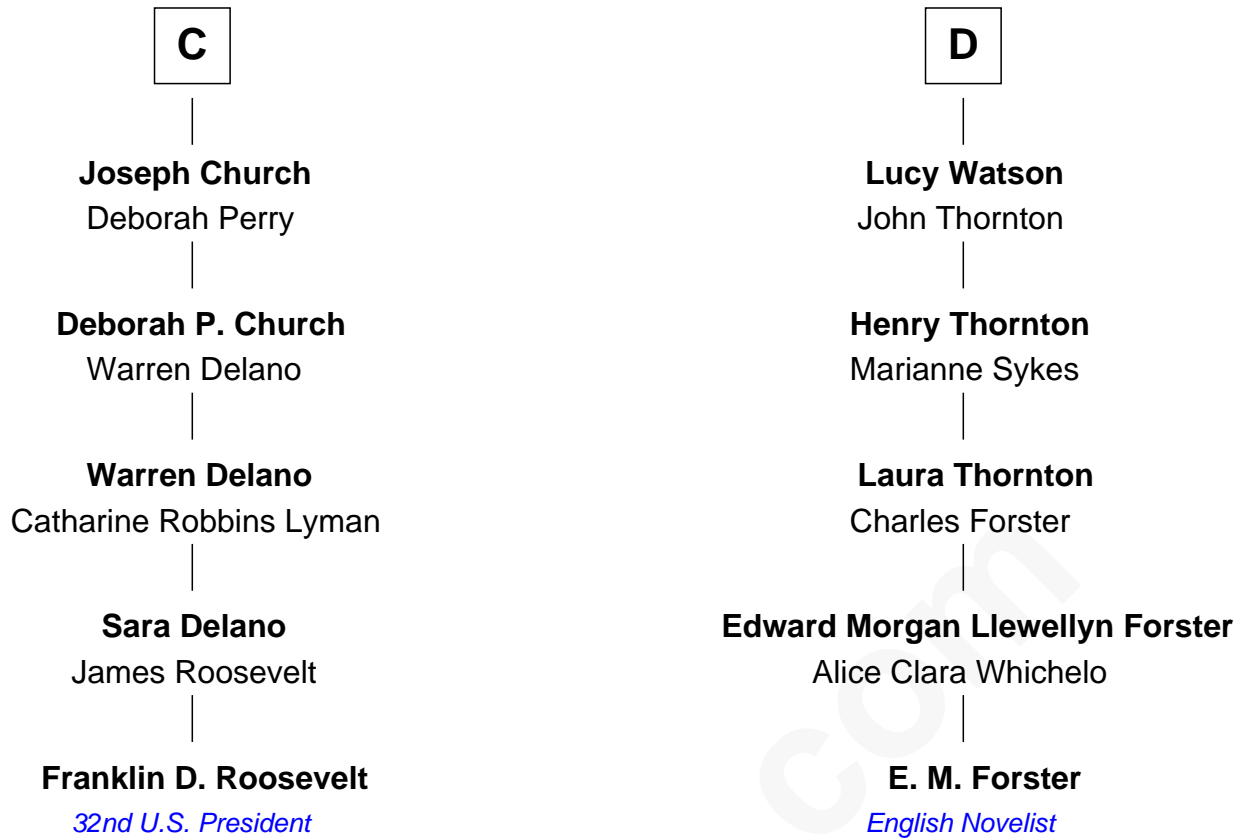 C
Joseph Church
Deborah Perry
Deborah P. Church
Warren Delano
Warren Delano
Catharine Robbins Lyman
Sara Delano
James Roosevelt
Franklin D. Roosevelt
32nd U.S. President
D
Lucy Watson
John Thornton
Henry Thornton
Marianne Sykes
Laura Thornton
Charles Forster
Edward Morgan Llewellyn Forster
Alice Clara Whichelo
E. M. Forster
English Novelist
com